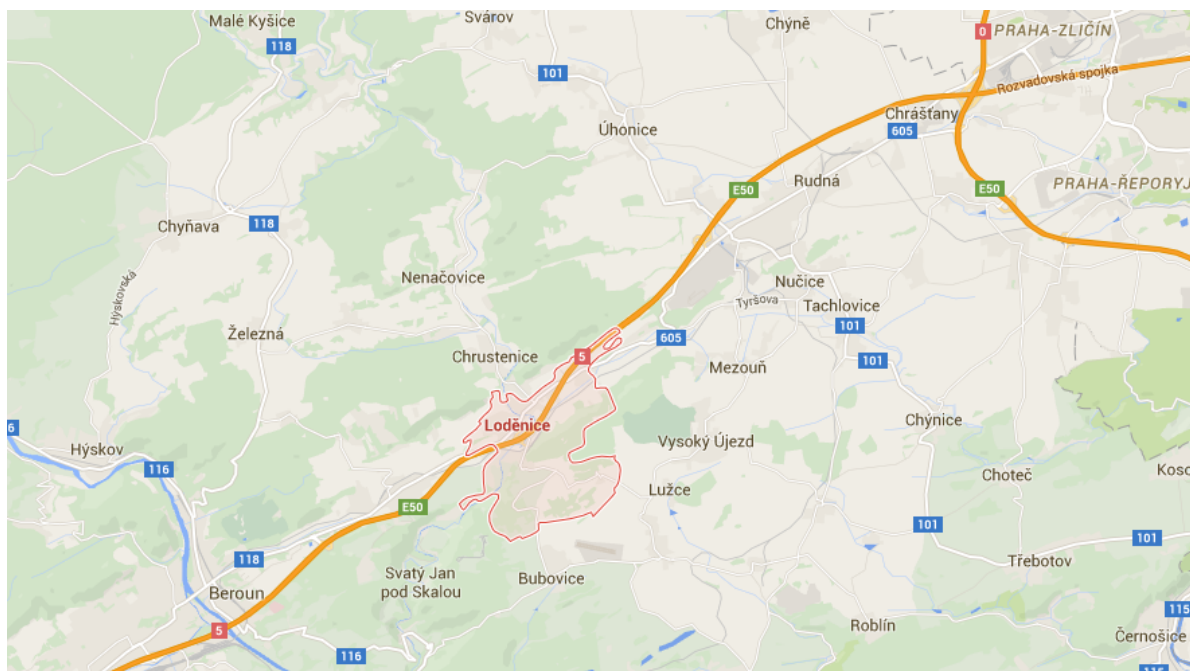 Malé Kyšice
118
Svárov
101
Chýně
0
PRAHA-ZLIČÍN
Rozvadovská spojka
Chrášťany
605
Úhonice
E50
Rudná
E50
PRAHA-ŘEPORYJ
Chyňava
118
Hýskovská
Nenačovice
Nučice
Tyršova
Tachlovice
101
Železná
605
Chrustenice
5
Mezouň
101
Loděnice
Chýnice
6
Hýskov
116
Vysoký Újezd
Choteč
Koso
Lužce
E50
101
101
118
Třebotov
Svatý Jan
pod Skalou
Bubovice
Beroun
5
Roblín
115
Černošice
116
115